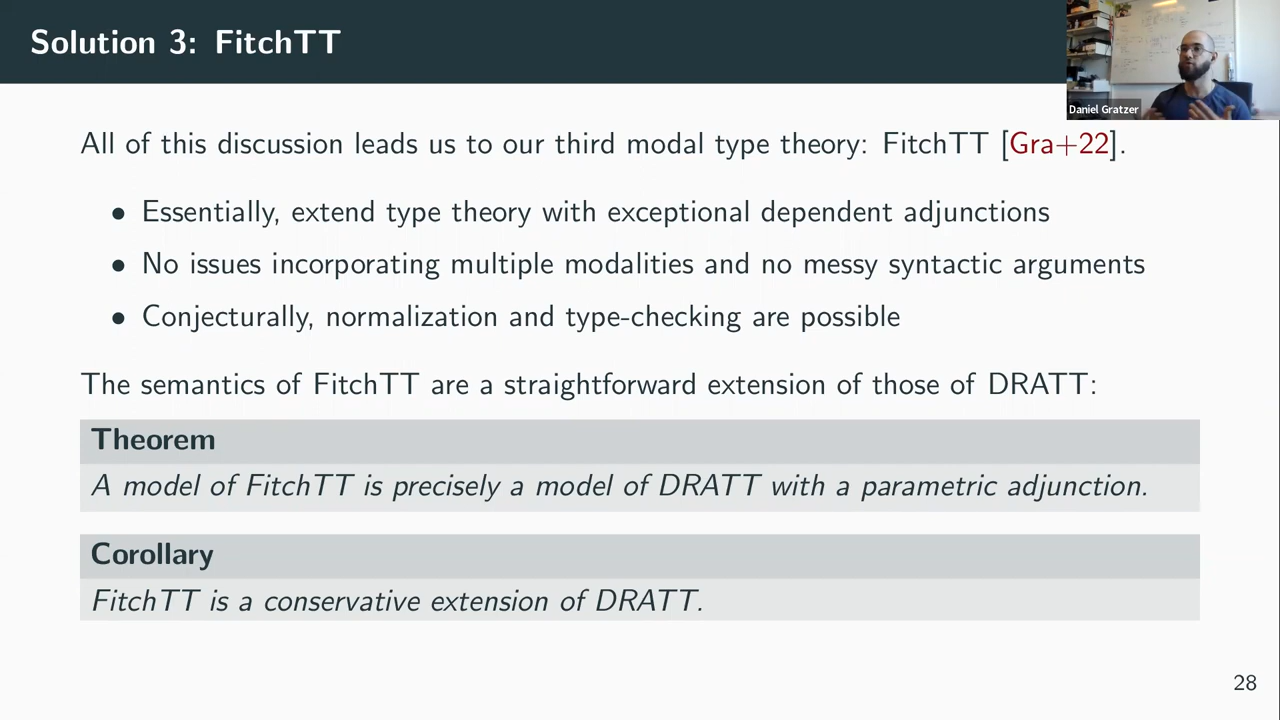 Solution 3: FitchTT
Daniel Gratzer
All of this discussion leads us to our third modal type theory: FitchTT [Gra+22].
• Essentially, extend type theory with exceptional dependent adjunctions
• No issues incorporating multiple modalities and no messy syntactic arguments
• Conjecturally, normalization and type-checking are possible
The semantics of FitchTT are a straightforward extension of those of DRATT:
Theorem
A model of FitchTT is precisely a model of DRATT with a parametric adjunction.
Corollary
FitchTT is a conservative extension of DRATT.
28